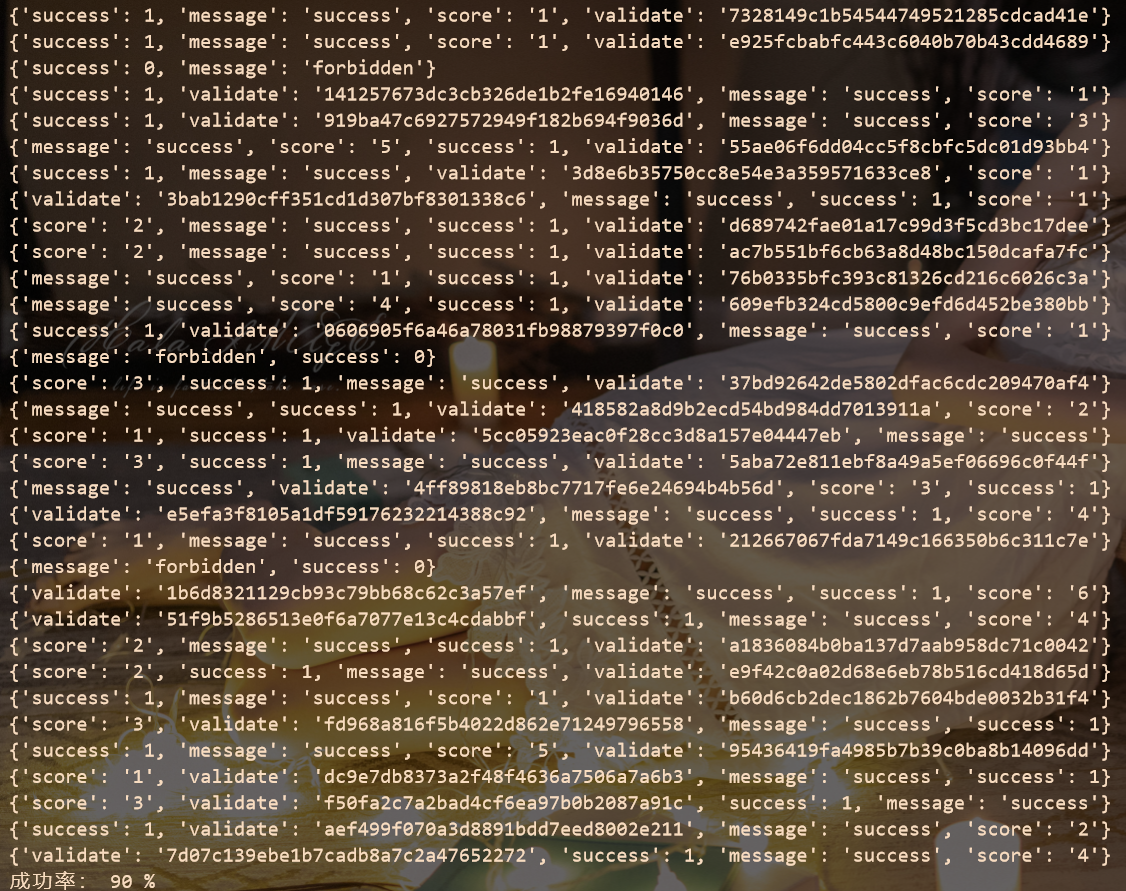 {'success': 1, 'message': 'success', 'score': '1', 'validate': '7328149c1b54544749521285cdcad41e'}
{'success': 1, 'message': 'success', 'score': '1', 'validate': 'e925fcbabfc443c6040b70b43cdd4689'}
{'success': 0, 'message': 'forbidden'}
{'success': 1, 'validate': '141257673dc3cb326de1b2fe16940146', 'message': 'success', 'score': '1'}
{'success': 1, 'validate': '919ba47c6927572949f182b694f9036d', 'message': 'success', 'score': '3'}
{'message': 'success', 'score': '5', 'success': 1, 'validate': '55ae06f6dd04cc5f8cbfc5dc01d93bb4'}
{'success': 1, 'message': 'success', 'validate': '3d8e6b35750cc8e54e3a359571633ce8', 'score': '1'}
{'validate': '3bab1290cff351cd1d307bf8301338c6', 'message': 'success', 'success': 1, 'score': '1'}
{'score': '2', 'message': 'success', 'success': 1, 'validate': 'd689742fae01a17c99d3f5cd3bc17dee'}
{'score': '2', 'message': 'success', 'success': 1, 'validate': 'ac7b551bf6cb63a8d48bc150dcafa7fc'}
{'message': 'success', 'score': '1', 'success': 1, 'validate': '76b0335bfc393c81326cd216c6026c3a'}
{'message': 'success', 'score': '4', 'success': 1, 'validate': '609efb324cd5800c9efd6d452be380bb'}
{'success': 1, 'validate': '0606905f6a46a78031fb98879397f0c0', 'message': 'success', 'score': '1'}
{'message': 'forbidden', 'success': 0}
{'score': '3', 'success': 1, 'message': 'success', 'validate': '37bd92642de5802dfac6cdc209470af4'}
{'message': 'success', 'success': 1, 'validate': '418582a8d9b2ecd54bd984dd7013911a', 'score': '2'}
{'score': '1', 'success': 1, 'validate': '5cc05923eac0f28cc3d8a157e04447eb', 'message': 'success'}
{'score': '3', 'success': 1, 'message': 'success', 'validate': '5aba72e811ebf8a49a5ef06696c0f44f'}
{'message': 'success', 'validate': '4ff89818eb8bc7717fe6e24694b4b56d', 'score': '3', 'success': 1}
{'validate': 'e5efa3f8105a1df59176232214388c92', 'message': 'success', 'success': 1, 'score': '4'}
{'score': '1', 'message': 'success', 'success': 1, 'validate': '212667067fda7149c166350b6c311c7e'}
{'message': 'forbidden', 'success': 0}
{'validate': '1b6d8321129cb93c79bb68c62c3a57ef', 'message': 'success', 'success': 1, 'score': '6'}
{'validate': '51f9b5286513e0f6a7077e13c4cdabbf', 'success': 1, 'message': 'success', 'score': '4'}
{'score': '2', 'message': 'success', 'success': 1, 'validate': 'a1836084b0ba137d7aab958dc71c0042'}
{'score': '2', 'success': 1, 'message': 'success', 'validate': 'e9f42c0a02d68e6eb78b516cd418d65d'}
{'success': 1, 'message': 'success', 'score': '1', 'validate': 'b60d6cb2dec1862b7604bde0032b31f4'}
{'score': '3', 'validate': 'fd968a816f5b4022d862e71249796558', 'message': 'success', 'success': 1}
{'success': 1, 'message': 'success', 'score': '5', 'validate': '95436419fa4985b7b39c0ba8b14096dd'}
{'score': '1', 'validate': 'dc9e7db8373a2f48f4636a7506a7a6b3', 'message': 'success', 'success': 1}
{'score': '3', 'validate': 'f50fa2c7a2bad4cf6ea97b0b2087a91c', 'success': 1, 'message': 'success'}
{'success': 1, 'validate': 'aef499f070a3d8891bdd7eed8002e211', 'message': 'success', 'score': '2'}
{'validate': '7d07c139ebe1b7cadb8a7c2a47652272', 'success': 1, 'message': 'success', 'score': '4'}
成功率： 90 %